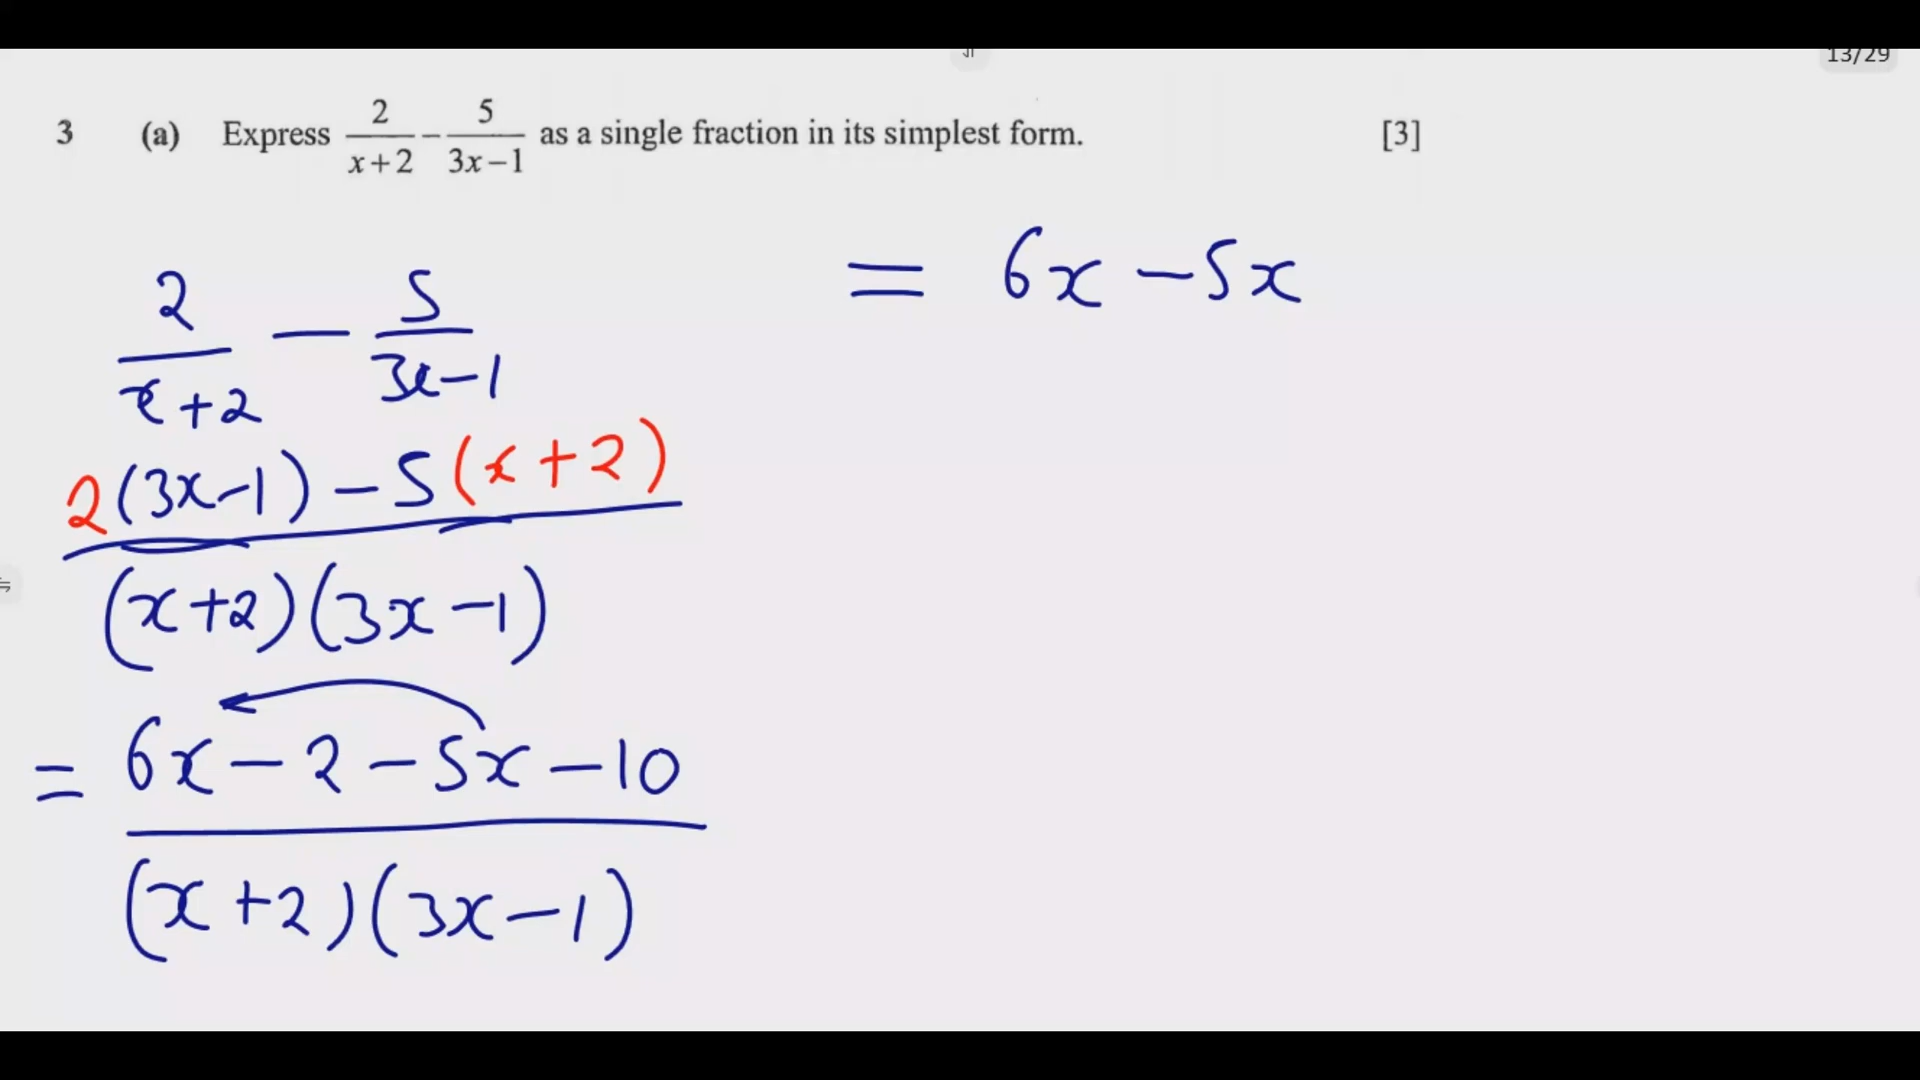 13/29
3 (a) Express 2/(x+2) − 5/(3x−1) as a single fraction in its simplest form. [3]
2/(x+2) − 5/(3x−1)
2(3x−1) − 5(x+2)
(x+2)(3x−1)
= 6x − 2 − 5x − 10
(x+2)(3x−1)
= 6x − 5x